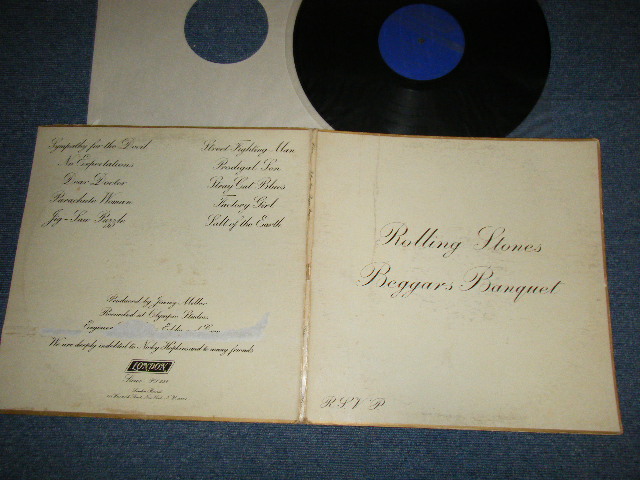 Sympathy for the Devil
No Expectations
Dear Doctor
Parachute Woman
Jig-Saw Puzzle
Street Fighting Man
Prodigal Son
Stray Cat Blues
Factory Girl
Salt of the Earth
Produced by Jimmy Miller
Recorded at Olympic Studios
Engineer
We are deeply indebted to Nicky Hopkins and to many friends
LONDON
Rolling Stones
Beggars Banquet
R.S.V.P.